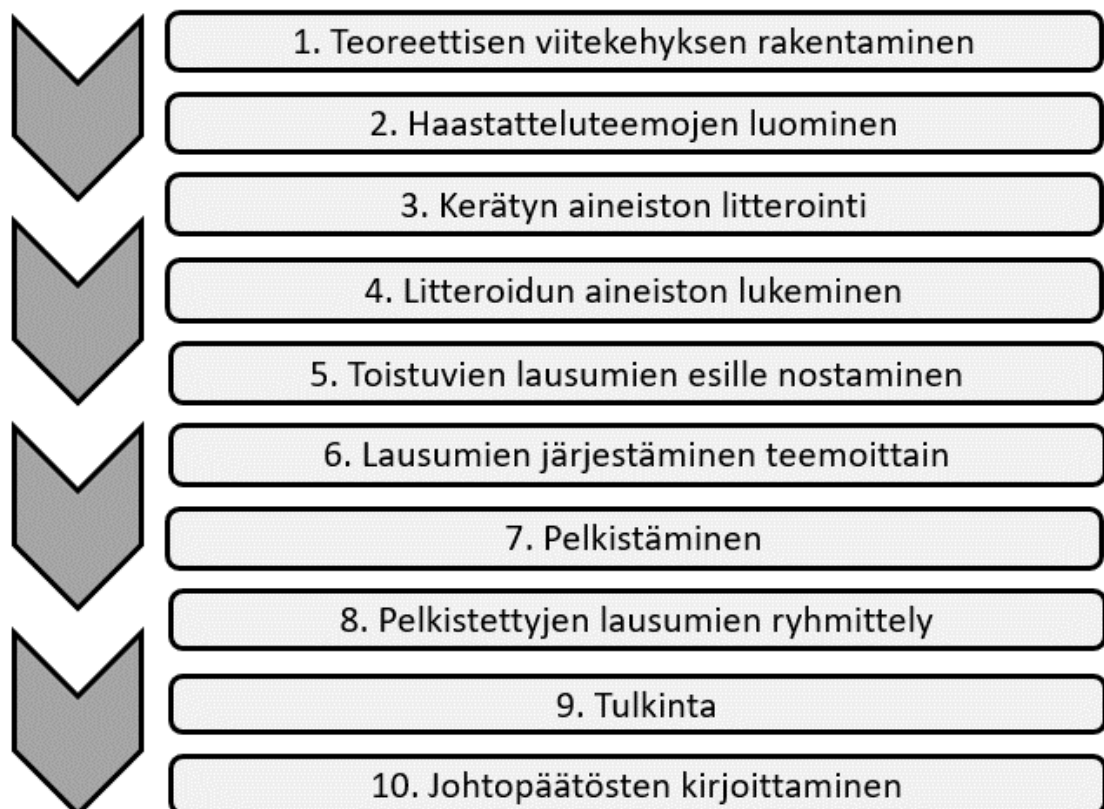 1. Teoreettisen viitekehyksen rakentaminen
2. Haastatteluteemojen luominen
3. Kerätyn aineiston litterointi
4. Litteroidun aineiston lukeminen
5. Toistuvien lausumien esille nostaminen
6. Lausumien järjestäminen teemoittain
7. Pelkistäminen
8. Pelkistettyjen lausumien ryhmittely
9. Tulkinta
10. Johtopäätösten kirjoittaminen